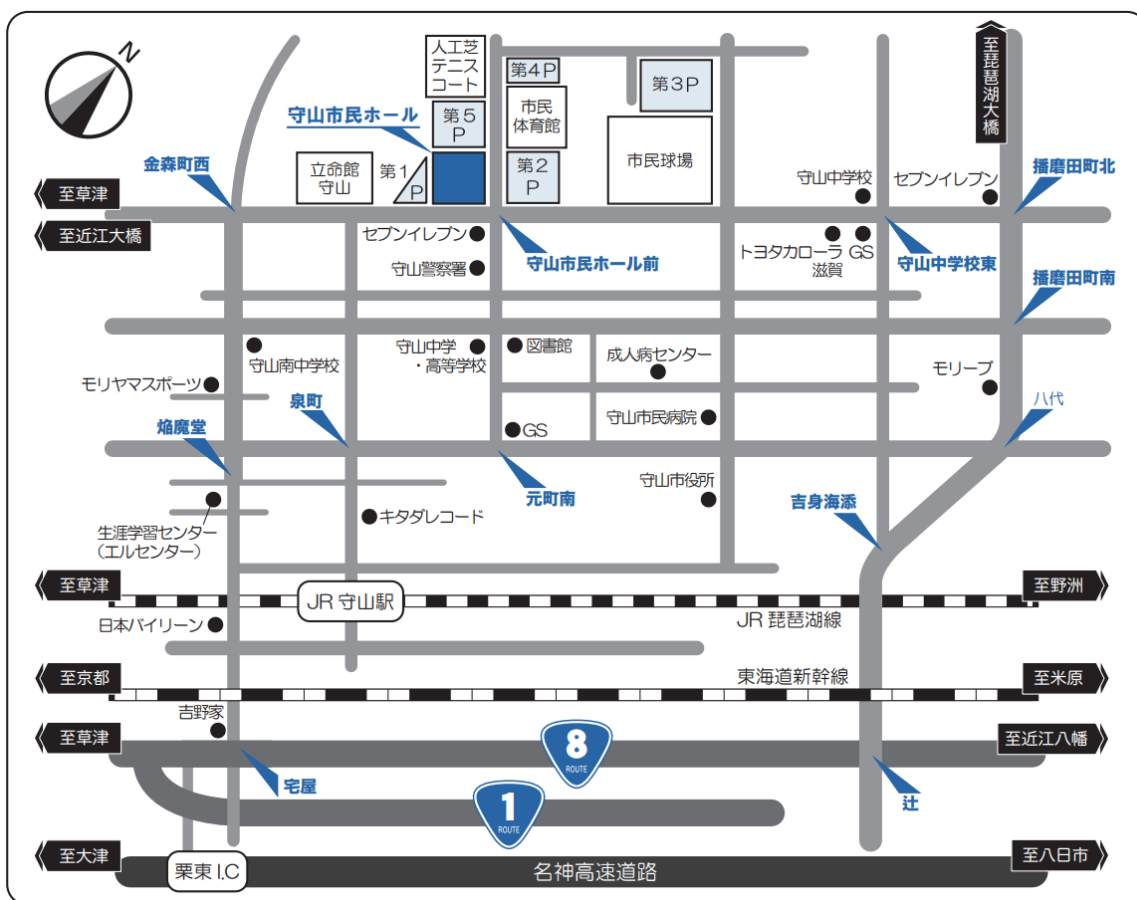 N
人工芝
テニス
コート
第4P
第3P
至琵琶湖大橋
守山市民ホール
第5
P
市民
体育館
金森町西
立命館
守山
第1
P
第2
P
市民球場
守山中学校
セブンイレブン
播磨田町北
至草津
至近江大橋
セブンイレブン
守山警察署
守山市民ホール前
トヨタカローラ
滋賀
GS
守山中学校東
播磨田町南
守山南中学校
守山中学
・高等学校
図書館
成人病センター
モリーブ
モリヤマスポーツ
泉町
焔魔堂
GS
守山市民病院
八代
元町南
守山市役所
吉身海添
生涯学習センター
(エルセンター)
キタダレコード
至草津
JR 守山駅
至野洲
日本バイリーン
JR 琵琶湖線
至京都
東海道新幹線
至米原
吉野家
至草津
8
ROUTE
至近江八幡
宅屋
1
ROUTE
辻
至大津
栗東 I.C
名神高速道路
至八日市